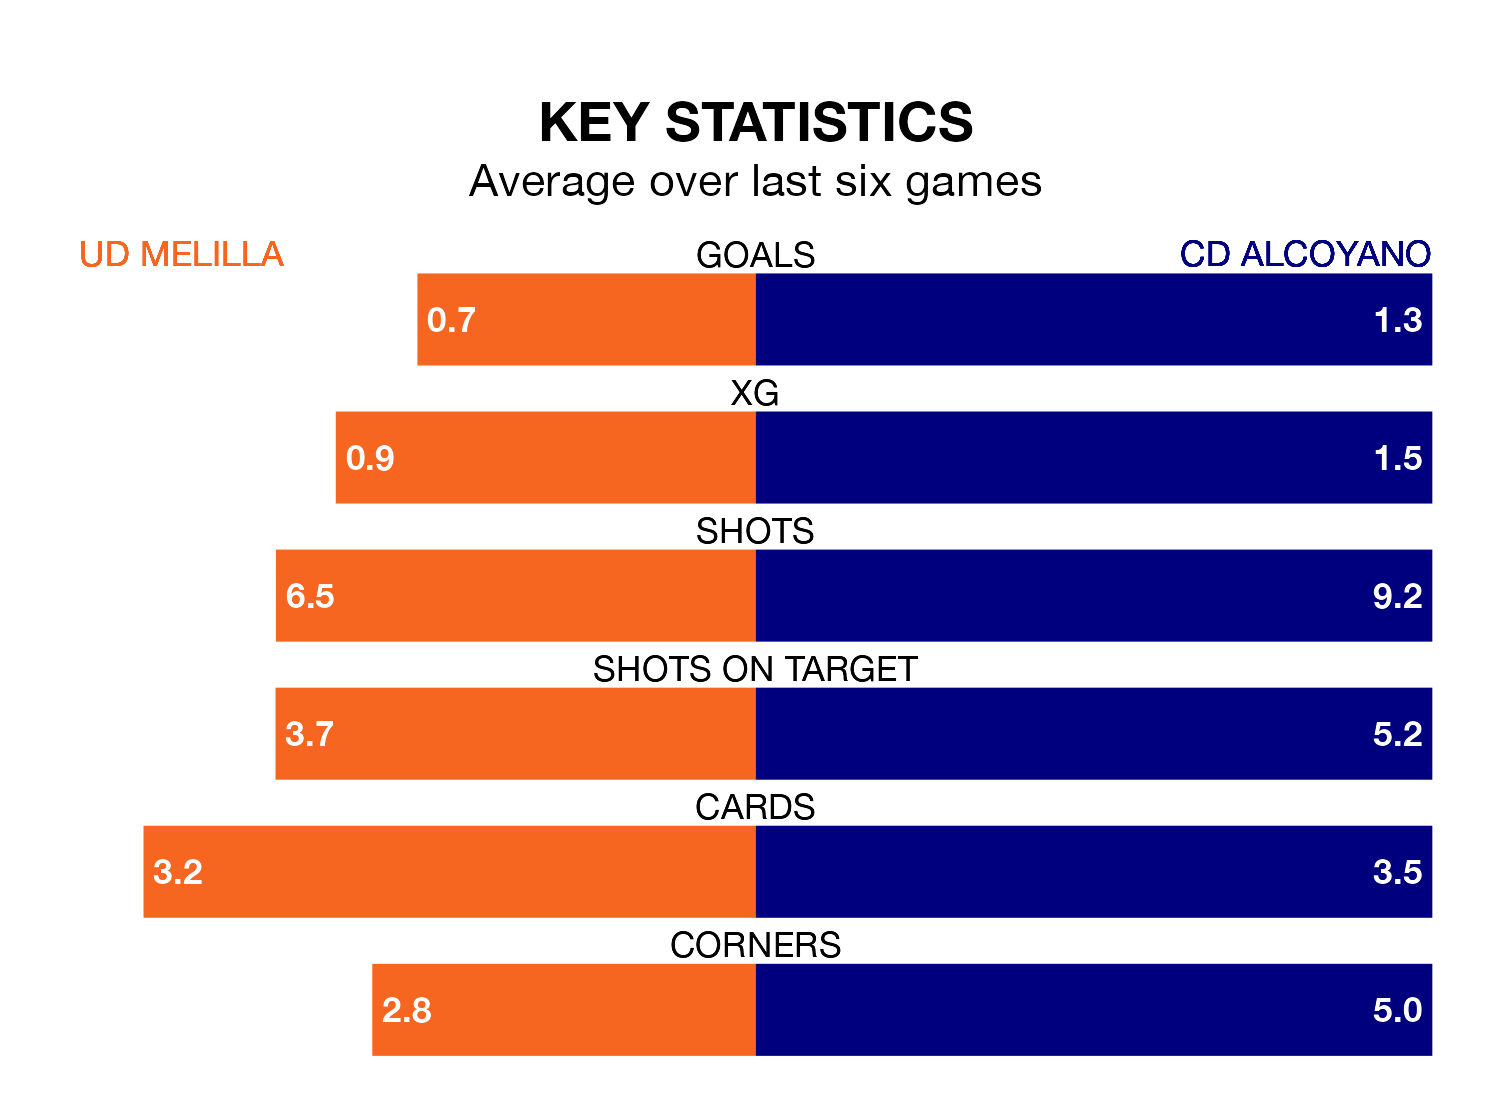 KEY STATISTICS
Average over last six games
UD MELILLA GOALS CD ALCOYANO
0.7 1.3
XG
0.9 1.5
SHOTS
6.5 9.2
SHOTS ON TARGET
3.7 5.2
CARDS
3.2 3.5
CORNERS
2.8 5.0